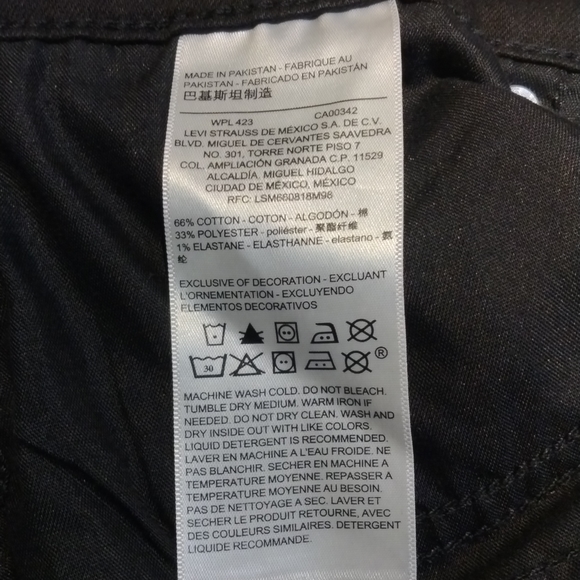 MADE IN PAKISTAN - FABRIQUE AU
PAKISTAN - FABRICADO EN PAKISTÁN
巴基斯坦制造
WPL 423 CA00342
LEVI STRAUSS DE MÉXICO S.A. DE C.V.
BLVD. MIGUEL DE CERVANTES SAAVEDRA
NO. 301, TORRE NORTE PISO 7
COL. AMPLIACIÓN GRANADA C.P. 11529
ALCALDÍA, MIGUEL HIDALGO
CIUDAD DE MÉXICO, MÉXICO
RFC: LSM660818M96
66% COTTON - COTON - ALGODÓN - 棉
33% POLYESTER - poliéster - 聚酯纤维
1% ELASTANE - ELASTHANNE - elastano - 氨
纶
EXCLUSIVE OF DECORATION - EXCLUANT
L'ORNEMENTATION - EXCLUYENDO
ELEMENTOS DECORATIVOS
30 ®
MACHINE WASH COLD. DO NOT BLEACH.
TUMBLE DRY MEDIUM. WARM IRON IF
NEEDED. DO NOT DRY CLEAN. WASH AND
DRY INSIDE OUT WITH LIKE COLORS.
LIQUID DETERGENT IS RECOMMENDED.
LAVER EN MACHINE A L'EAU FROIDE. NE
PAS BLANCHIR. SECHER EN MACHINE A
TEMPERATURE MOYENNE. REPASSER A
TEMPERATURE MOYENNE AU BESOIN.
PAS DE NETTOYAGE A SEC. LAVER ET
SECHER LE PRODUIT RETOURNE, AVEC
DES COULEURS SIMILAIRES. DETERGENT
LIQUIDE RECOMMANDE.